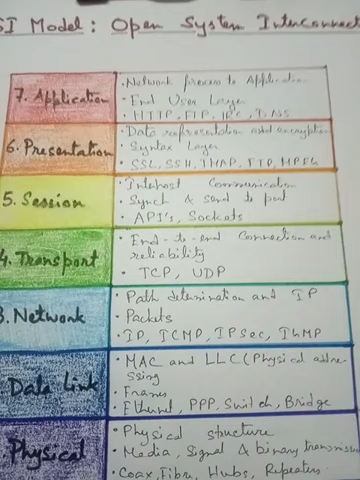 SI Model: Open System Interconnect
7. Application
• Network process to Application
• End User Layer
• HTTP, FTP, IRC, DNS
6. Presentation
• Data representation and encryption
• Syntax Layer
• SSL, SSH, IMAP, FTP, MPEG
5. Session
• Interhost Communication
• Synch & send to port
• API's, Sockets
4. Transport
• End-to-end Connection and
reliability
• TCP, UDP
3. Network
• Path determination and IP
• Packets
• IP, ICMP, IPSec, IGMP
Data Link
• MAC and LLC (Physical addre-
ssing
• Frames
• Ethernet, PPP, Switch, Bridge
Physical
• Physical structure
• Media, Signal & binary transmissi
• Coax, Fibre, Hubs, Repeaters